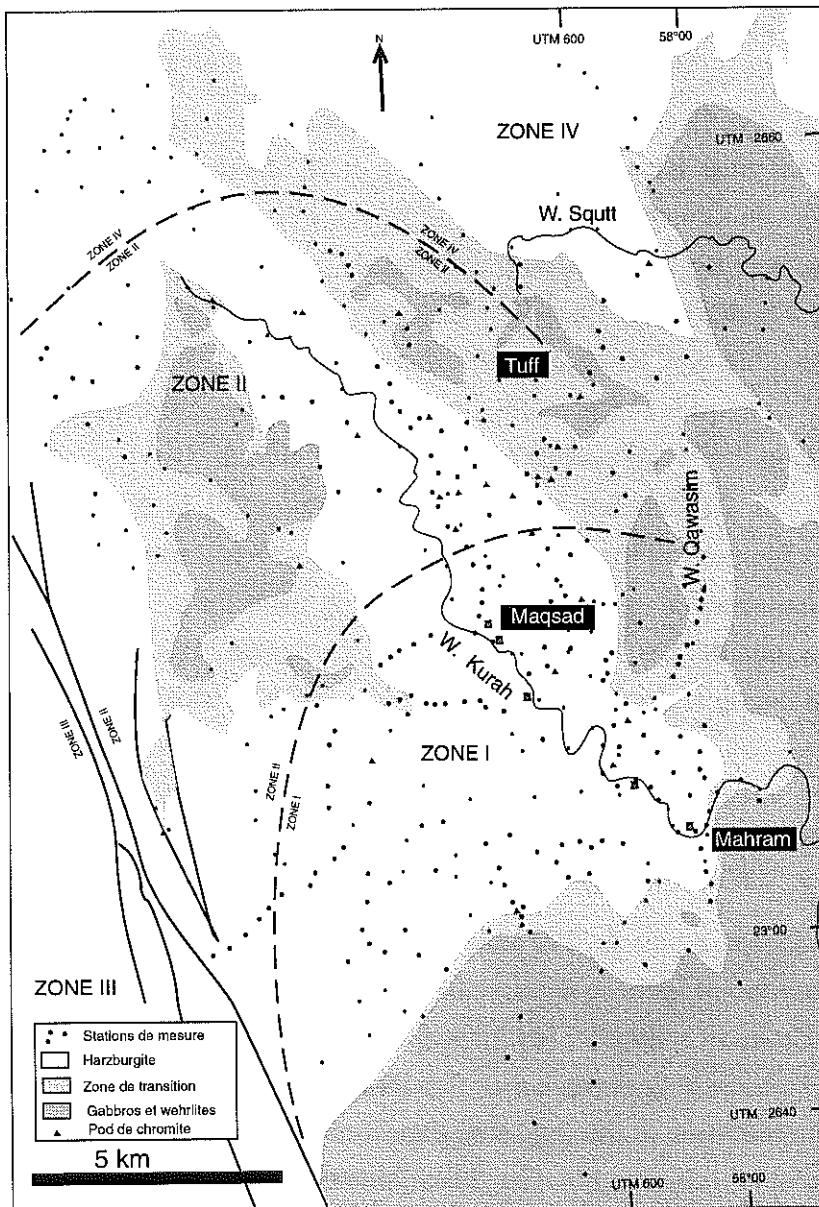 UTM 600
58°00
N
ZONE IV
UTM 2660
W. Squtt
ZONE IV
ZONE II
ZONE IV
ZONE II
Tuff
ZONE II
W. Qawasim
Maqsad
W. Kurah
ZONE II
ZONE III
ZONE I
ZONE II
ZONE I
Mahram
23°00
ZONE III
Stations de mesure
Harzburgite
Zone de transition
Gabbros et wehrlites
Pod de chromite
UTM 2640
5 km
UTM 600
58°00